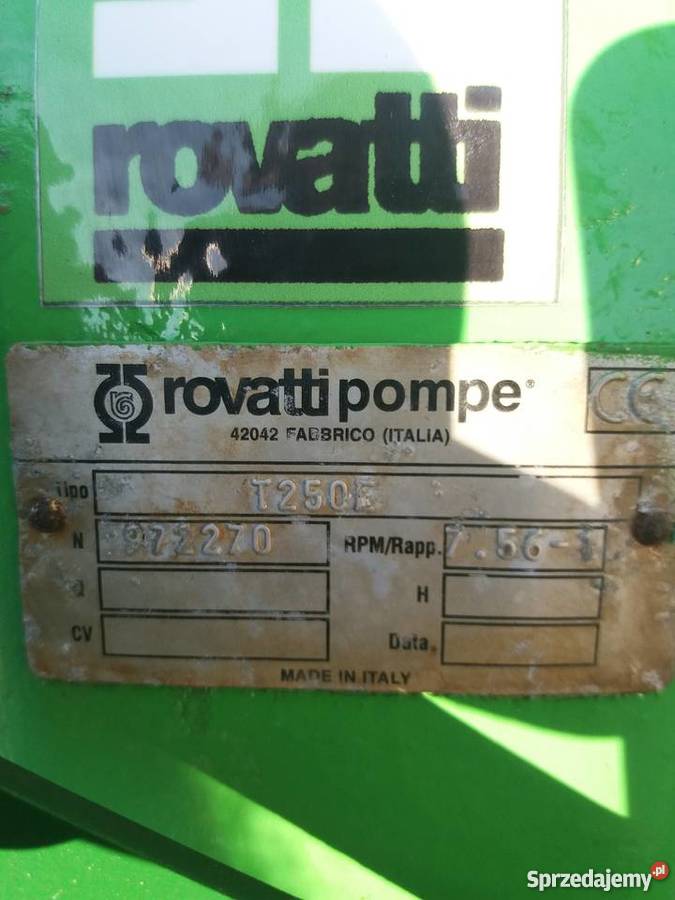 rovatti
rovatti pompe®
CE
42042 FABBRICO (ITALIA)
Tipo T250E
N 972270 RPM/Rapp. 7.56-1
Q H
CV Data
MADE IN ITALY
Sprzedajemy.pl